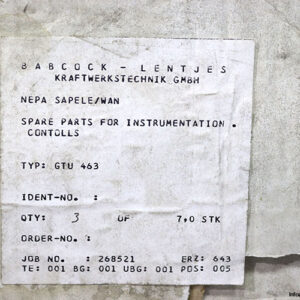 BABCOCK - LENTJES
KRAFTWERKSTECHNIK GMBH
NEPA SAPELE/WAN
SPARE PARTS FOR INSTRUMENTATION .
CONTOLLS
TYP: GTU 463
IDENT-NO. :
QTY: 3 OF 7,0 STK
ORDER-NO. :
JOB NO. : 268521 ERZ: 643
TE: 001 BG: 001 UBG: 001 POS: 005